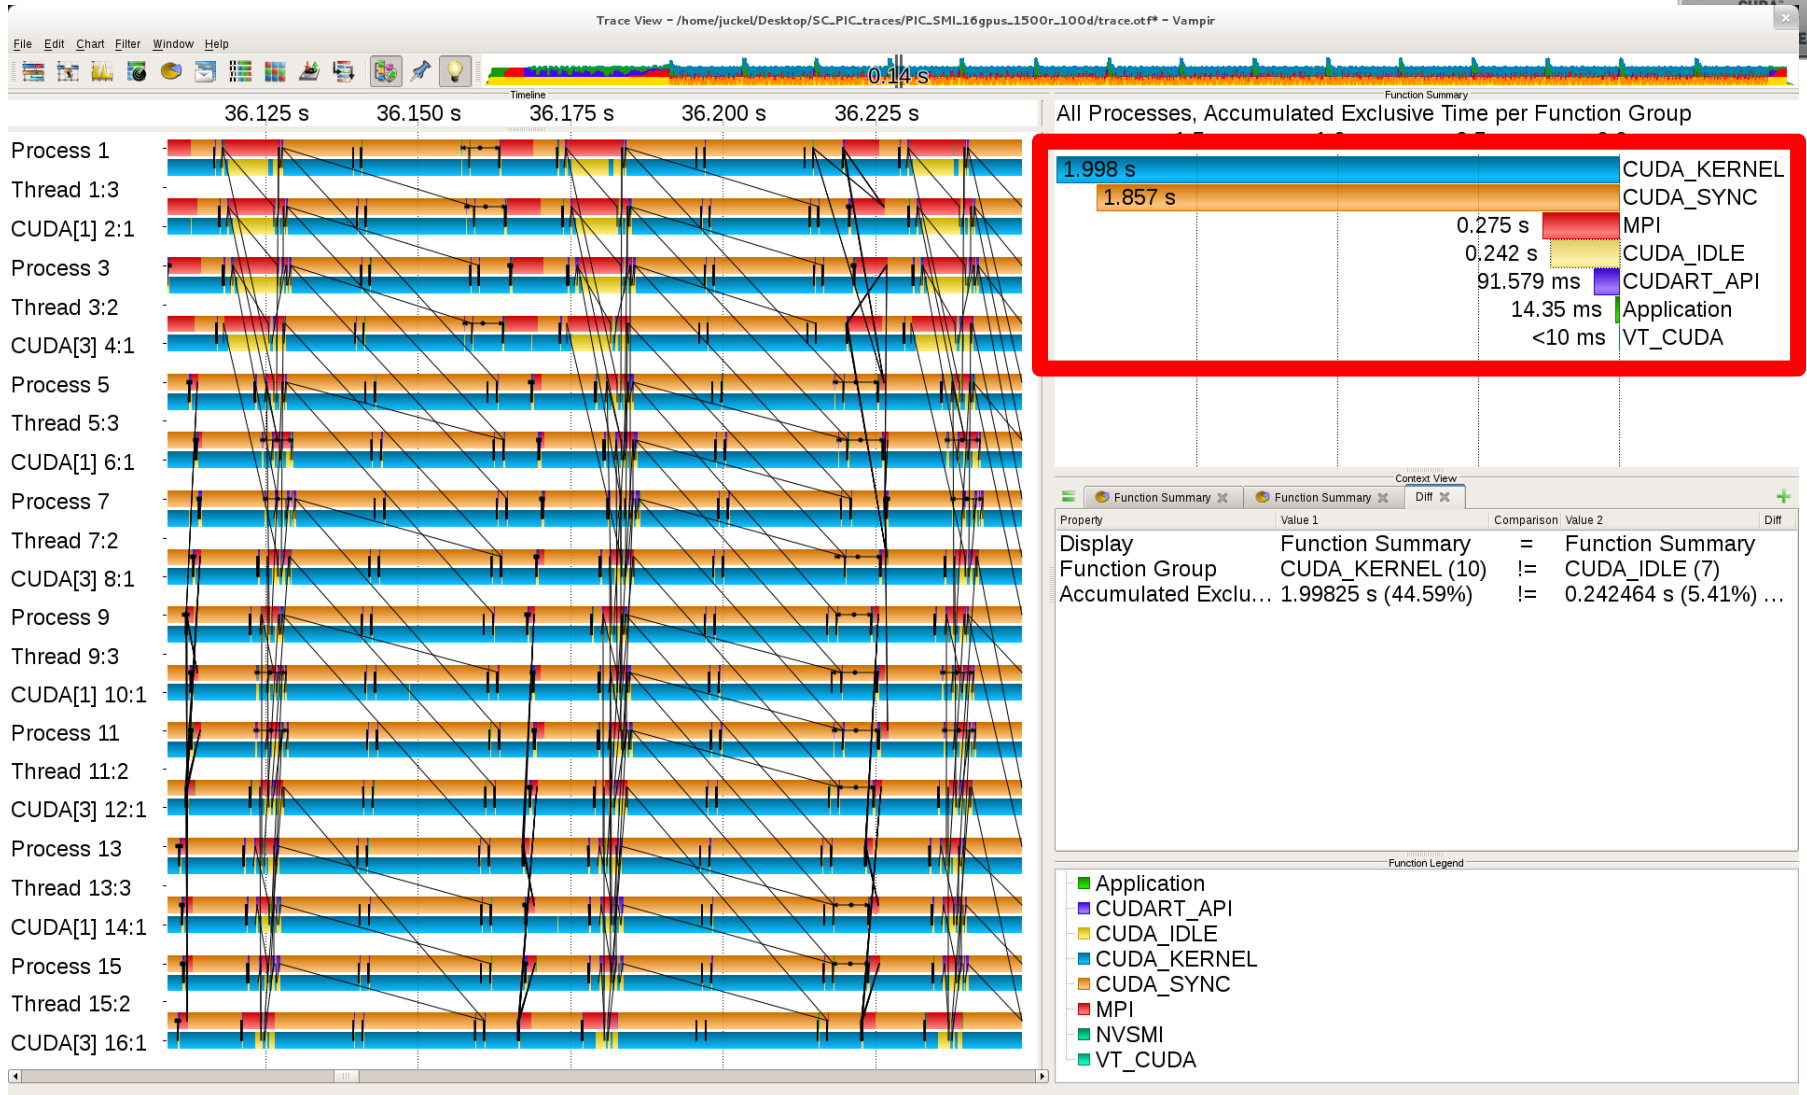 Trace View - /home/juckel/Desktop/SC_PIC_traces/PIC_SMI_16gpus_1500r_100d/trace.otf* - Vampir
File Edit Chart Filter Window Help
0.14 s
Timeline
36.125 s 36.150 s 36.175 s 36.200 s 36.225 s
Process 1
Thread 1:3
CUDA[1] 2:1
Process 3
Thread 3:2
CUDA[3] 4:1
Process 5
Thread 5:3
CUDA[1] 6:1
Process 7
Thread 7:2
CUDA[3] 8:1
Process 9
Thread 9:3
CUDA[1] 10:1
Process 11
Thread 11:2
CUDA[3] 12:1
Process 13
Thread 13:3
CUDA[1] 14:1
Process 15
Thread 15:2
CUDA[3] 16:1
Function Summary
All Processes, Accumulated Exclusive Time per Function Group
1.998 s CUDA_KERNEL
1.857 s CUDA_SYNC
0.275 s MPI
0.242 s CUDA_IDLE
91.579 ms CUDART_API
14.35 ms Application
<10 ms VT_CUDA
Context View
Function Summary Function Summary Diff
Property Value 1 Comparison Value 2 Diff
Display Function Summary = Function Summary
Function Group CUDA_KERNEL (10) != CUDA_IDLE (7)
Accumulated Exclu... 1.99825 s (44.59%) != 0.242464 s (5.41%) ...
Function Legend
Application
CUDART_API
CUDA_IDLE
CUDA_KERNEL
CUDA_SYNC
MPI
NVSMI
VT_CUDA